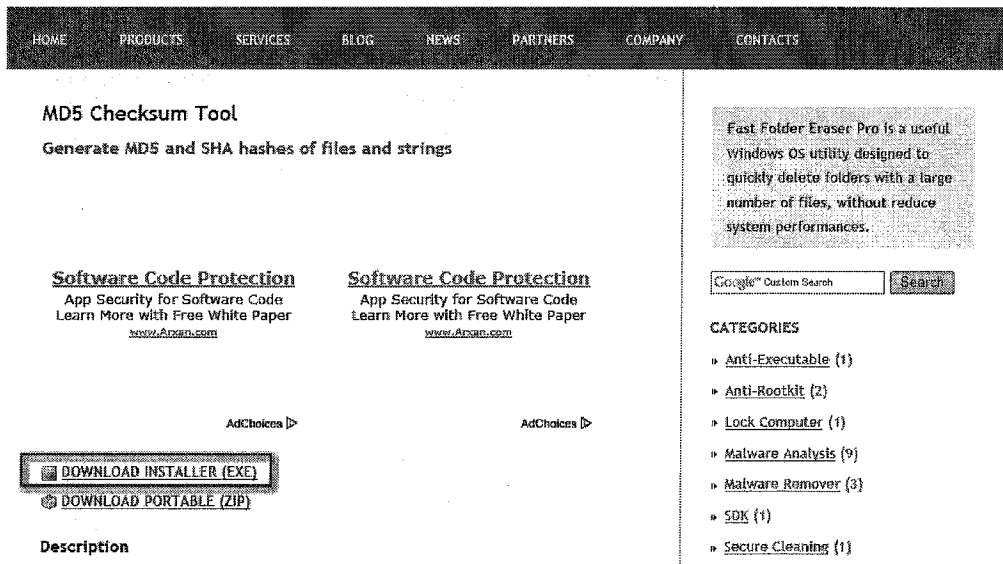 HOME PRODUCTS SERVICES BLOG NEWS PARTNERS COMPANY CONTACTS
MD5 Checksum Tool
Generate MD5 and SHA hashes of files and strings
Software Code Protection
App Security for Software Code
Learn More with Free White Paper
www.Arxan.com
Software Code Protection
App Security for Software Code
Learn More with Free White Paper
www.Arxan.com
AdChoices
AdChoices
DOWNLOAD INSTALLER (EXE)
DOWNLOAD PORTABLE (ZIP)
Description
Fast Folder Eraser Pro is a useful
Windows OS utility designed to
quickly delete folders with a large
number of files, without reduce
system performances.
Google™ Custom Search Search
CATEGORIES
Anti-Executable (1)
Anti-Rootkit (2)
Lock Computer (1)
Malware Analysis (9)
Malware Remover (3)
SDK (1)
Secure Cleaning (1)